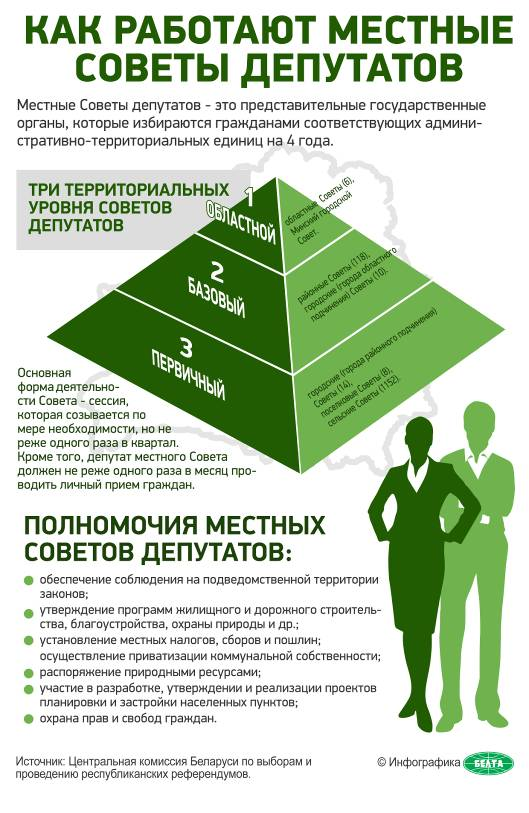 КАК РАБОТАЮТ МЕСТНЫЕ
СОВЕТЫ ДЕПУТАТОВ
Местные Советы депутатов - это представительные государственные
органы, которые избираются гражданами соответствующих админи-
стративно-территориальных единиц на 4 года.
ТРИ ТЕРРИТОРИАЛЬНЫХ
УРОВНЯ СОВЕТОВ
ДЕПУТАТОВ
1
ОБЛАСТНОЙ
областные Советы (6),
Минский городской
Совет.
2
БАЗОВЫЙ
районные Советы (118),
городские (города областного
подчинения) Советы (10).
3
ПЕРВИЧНЫЙ
городские (города районного подчинения)
Советы (14),
поселковые Советы (8),
сельские Советы (1152).
Основная
форма деятельно-
сти Совета - сессия,
которая созывается по
мере необходимости, но не
реже одного раза в квартал.
Кроме того, депутат местного Совета
должен не реже одного раза в месяц про-
водить личный прием граждан.
ПОЛНОМОЧИЯ МЕСТНЫХ
СОВЕТОВ ДЕПУТАТОВ:
обеспечение соблюдения на подведомственной территории
законов;
утверждение программ жилищного и дорожного строитель-
ства, благоустройства, охраны природы и др.;
установление местных налогов, сборов и пошлин;
осуществление приватизации коммунальной собственности;
распоряжение природными ресурсами;
участие в разработке, утверждении и реализации проектов
планировки и застройки населенных пунктов;
охрана прав и свобод граждан.
Источник: Центральная комиссия Беларуси по выборам и
проведению республиканских референдумов.
© Инфографика БЕЛТА